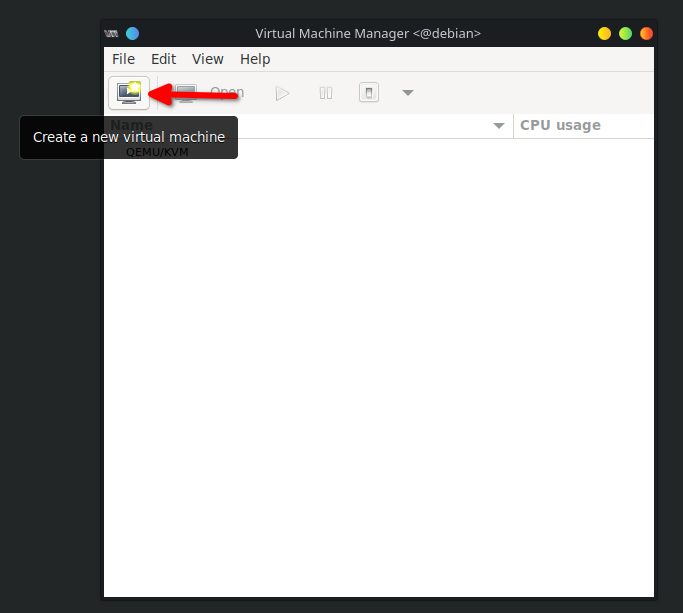 Virtual Machine Manager <@debian>
File Edit View Help
Open
Name CPU usage
Create a new virtual machine
QEMU/KVM